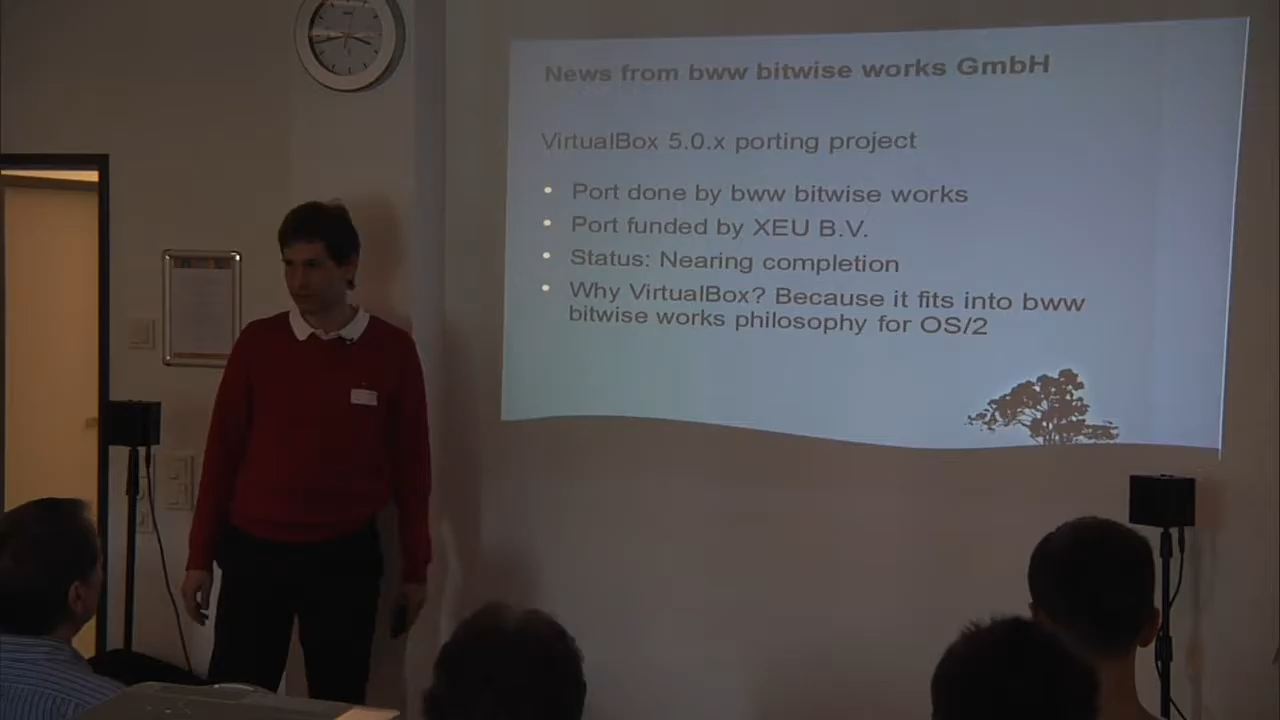 News from bww bitwise works GmbH
VirtualBox 5.0.x porting project
• Port done by bww bitwise works
• Port funded by XEU B.V.
• Status: Nearing completion
• Why VirtualBox? Because it fits into bww
bitwise works philosophy for OS/2